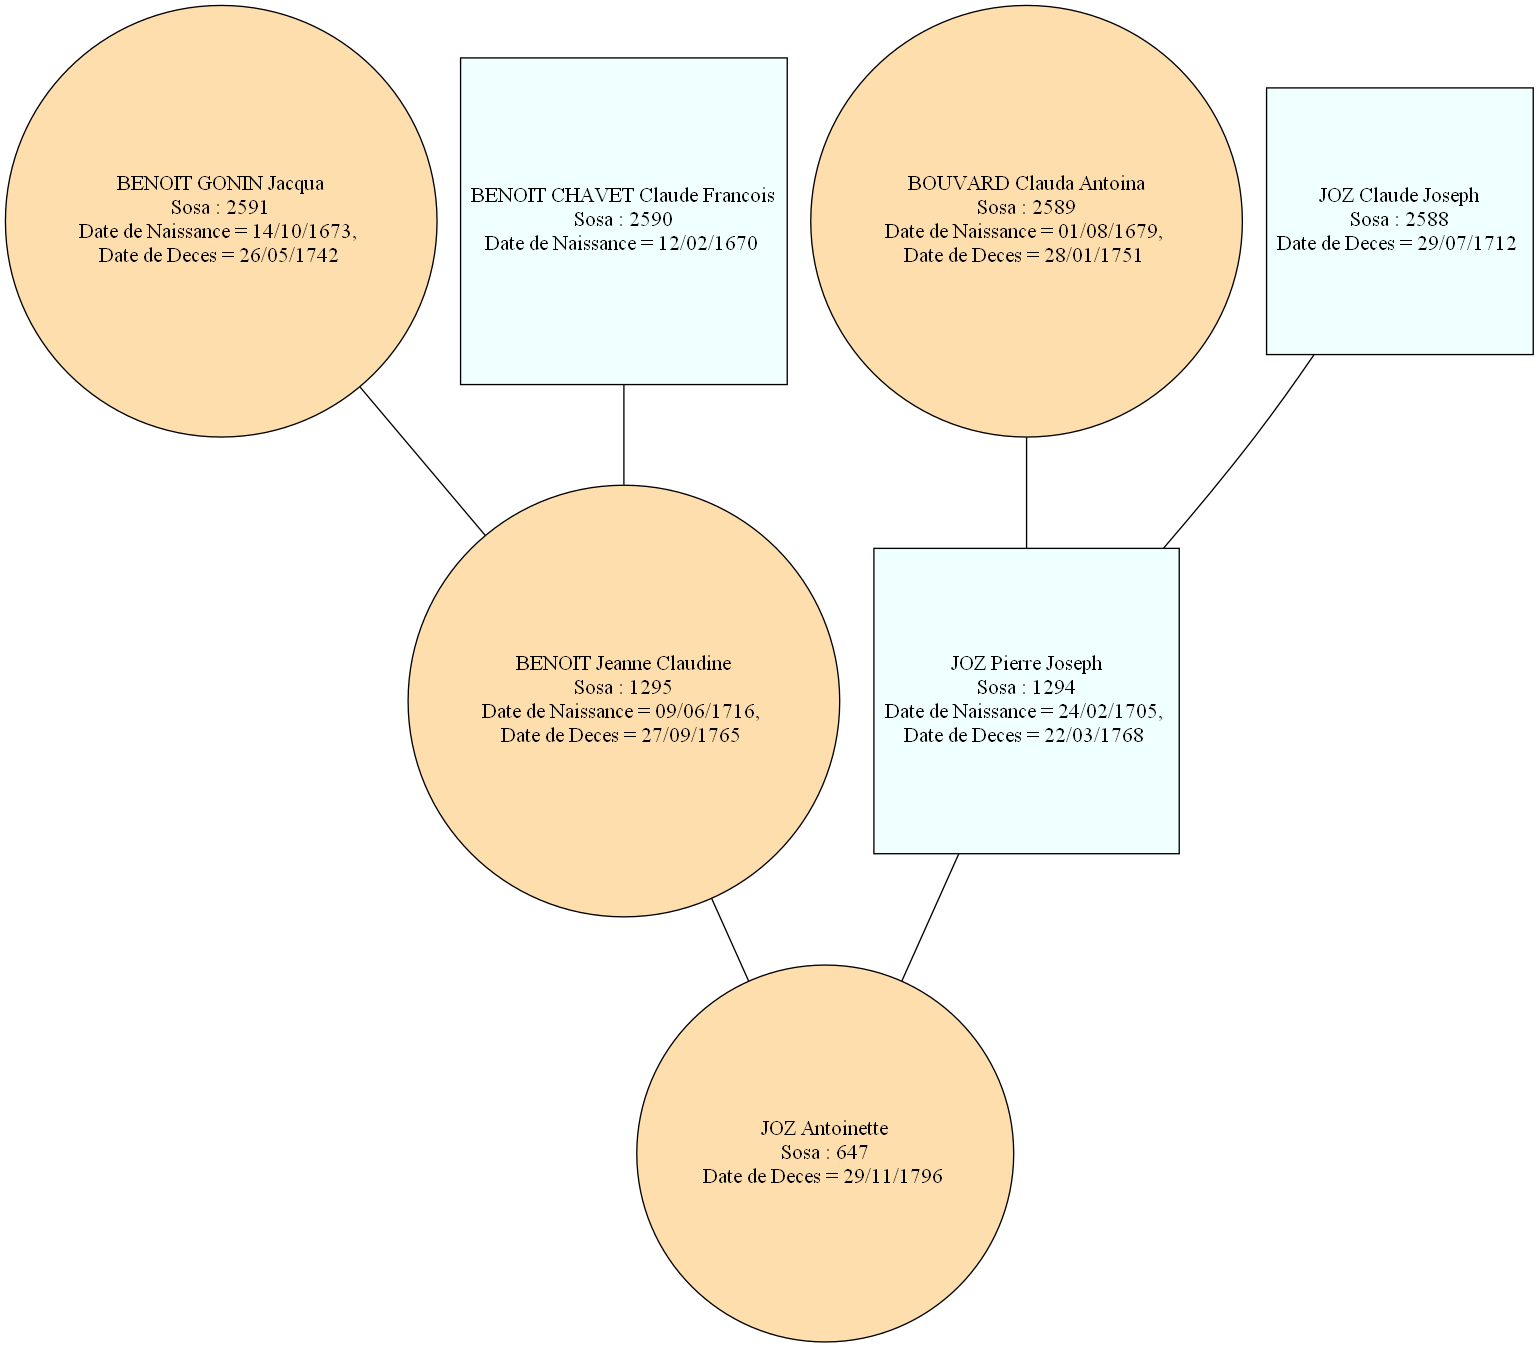 BENOIT GONIN Jacqua
Sosa : 2591
Date de Naissance = 14/10/1673,
Date de Deces = 26/05/1742
BENOIT CHAVET Claude Francois
Sosa : 2590
Date de Naissance = 12/02/1670
BOUVARD Clauda Antoina
Sosa : 2589
Date de Naissance = 01/08/1679,
Date de Deces = 28/01/1751
JOZ Claude Joseph
Sosa : 2588
Date de Deces = 29/07/1712
BENOIT Jeanne Claudine
Sosa : 1295
Date de Naissance = 09/06/1716,
Date de Deces = 27/09/1765
JOZ Pierre Joseph
Sosa : 1294
Date de Naissance = 24/02/1705,
Date de Deces = 22/03/1768
JOZ Antoinette
Sosa : 647
Date de Deces = 29/11/1796